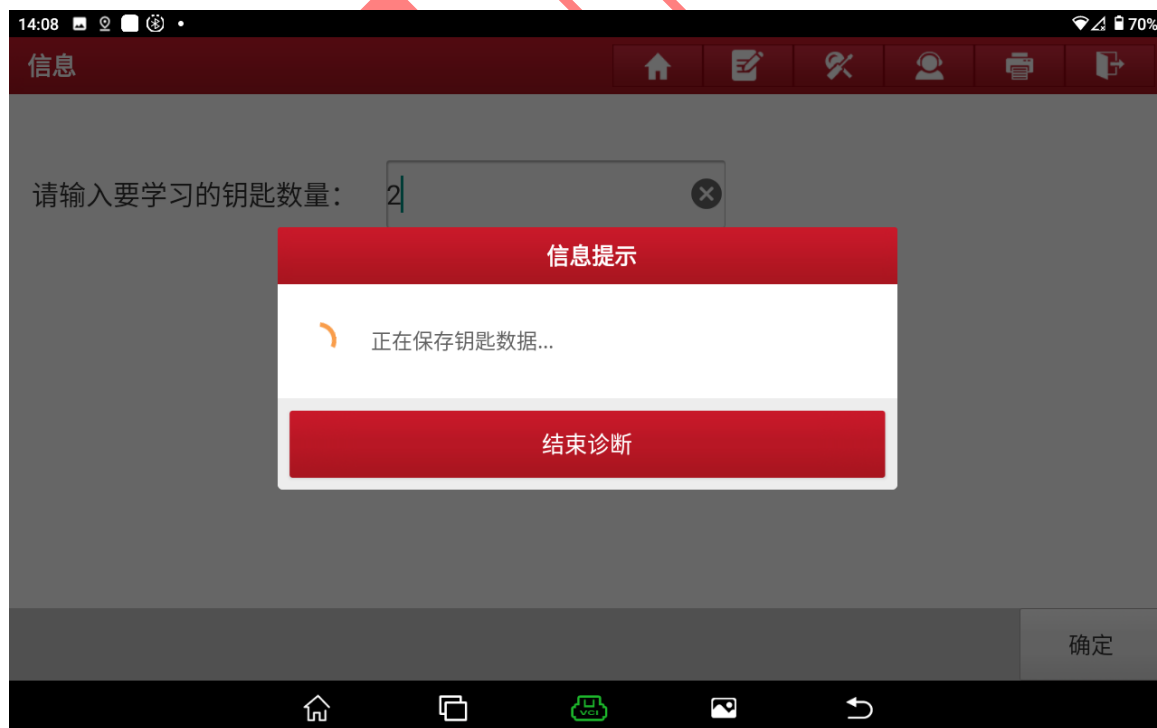 14:08
70%
信息
请输入要学习的钥匙数量：
2
信息提示
正在保存钥匙数据...
结束诊断
确定
VCI